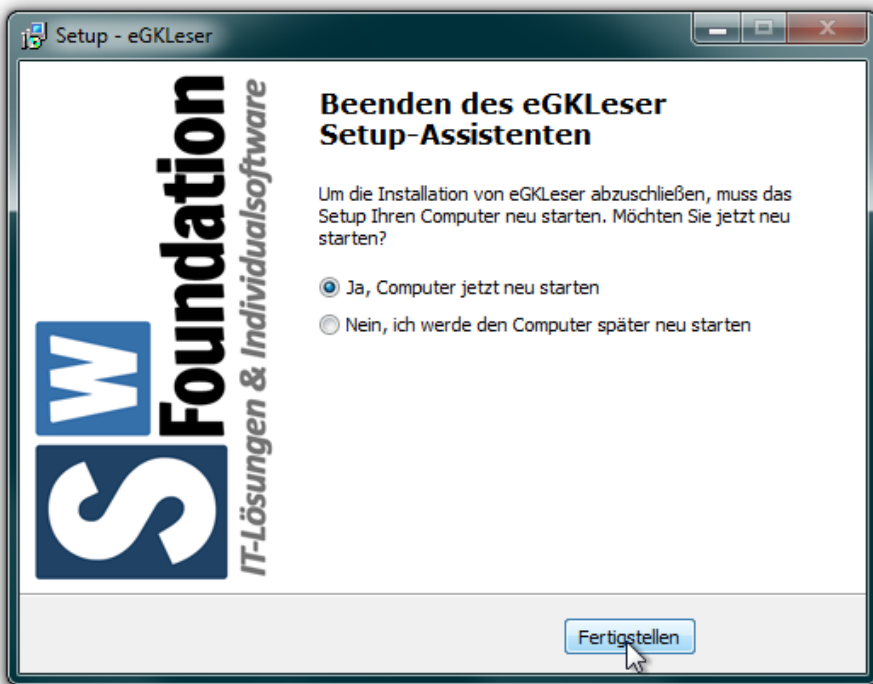 Setup - eGKLeser
SW
Foundation
IT-Lösungen & Individualsoftware
Beenden des eGKLeser
Setup-Assistenten
Um die Installation von eGKLeser abzuschließen, muss das
Setup Ihren Computer neu starten. Möchten Sie jetzt neu
starten?
Ja, Computer jetzt neu starten
Nein, ich werde den Computer später neu starten
Fertigstellen